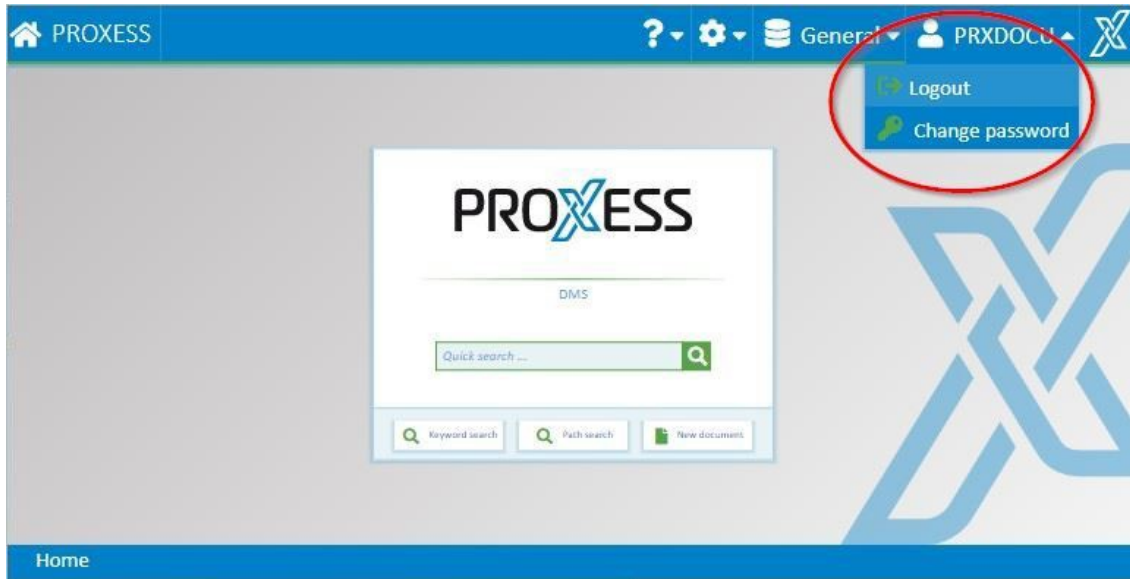 PROXESS
? General PRXDOCU
Logout
Change password
PROXESS
DMS
Quick search ...
Keyword search Path search New document
Home